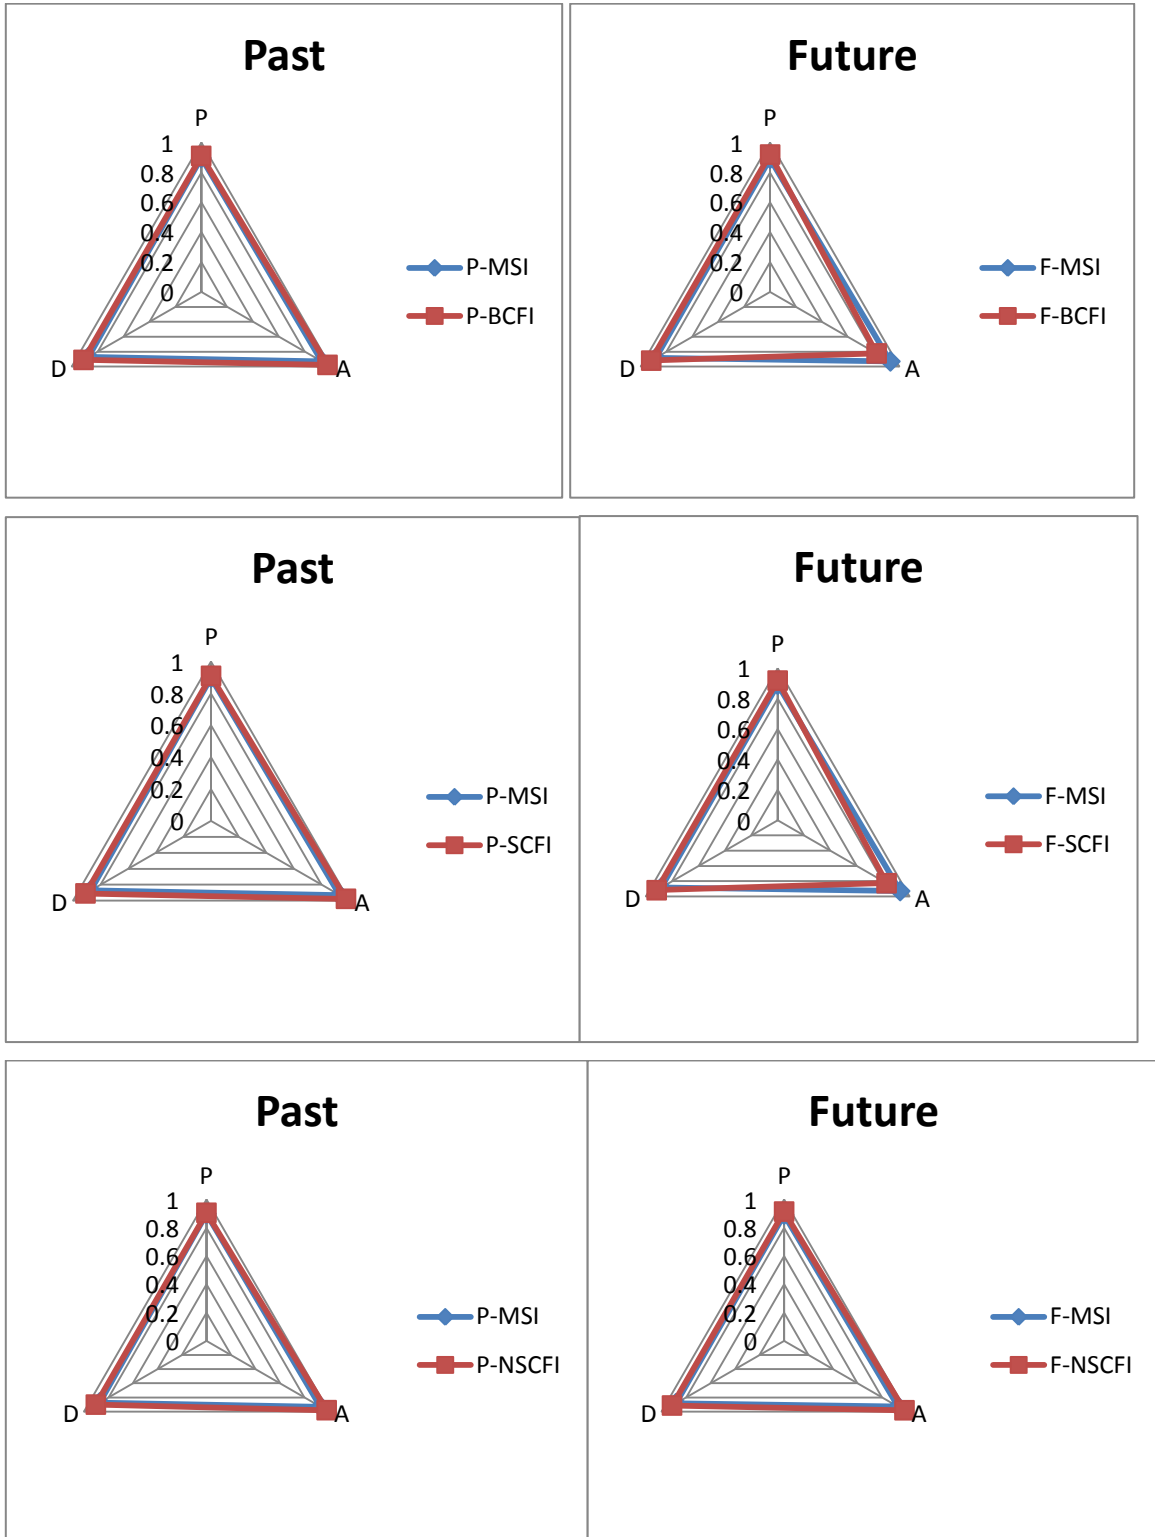 Past
P
1
0.8
0.6
0.4
0.2
0
D
A
P-MSI
P-BCFI
Future
P
1
0.8
0.6
0.4
0.2
0
D
A
F-MSI
F-BCFI
Past
P
1
0.8
0.6
0.4
0.2
0
D
A
P-MSI
P-SCFI
Future
P
1
0.8
0.6
0.4
0.2
0
D
A
F-MSI
F-SCFI
Past
P
1
0.8
0.6
0.4
0.2
0
D
A
P-MSI
P-NSCFI
Future
P
1
0.8
0.6
0.4
0.2
0
D
A
F-MSI
F-NSCFI